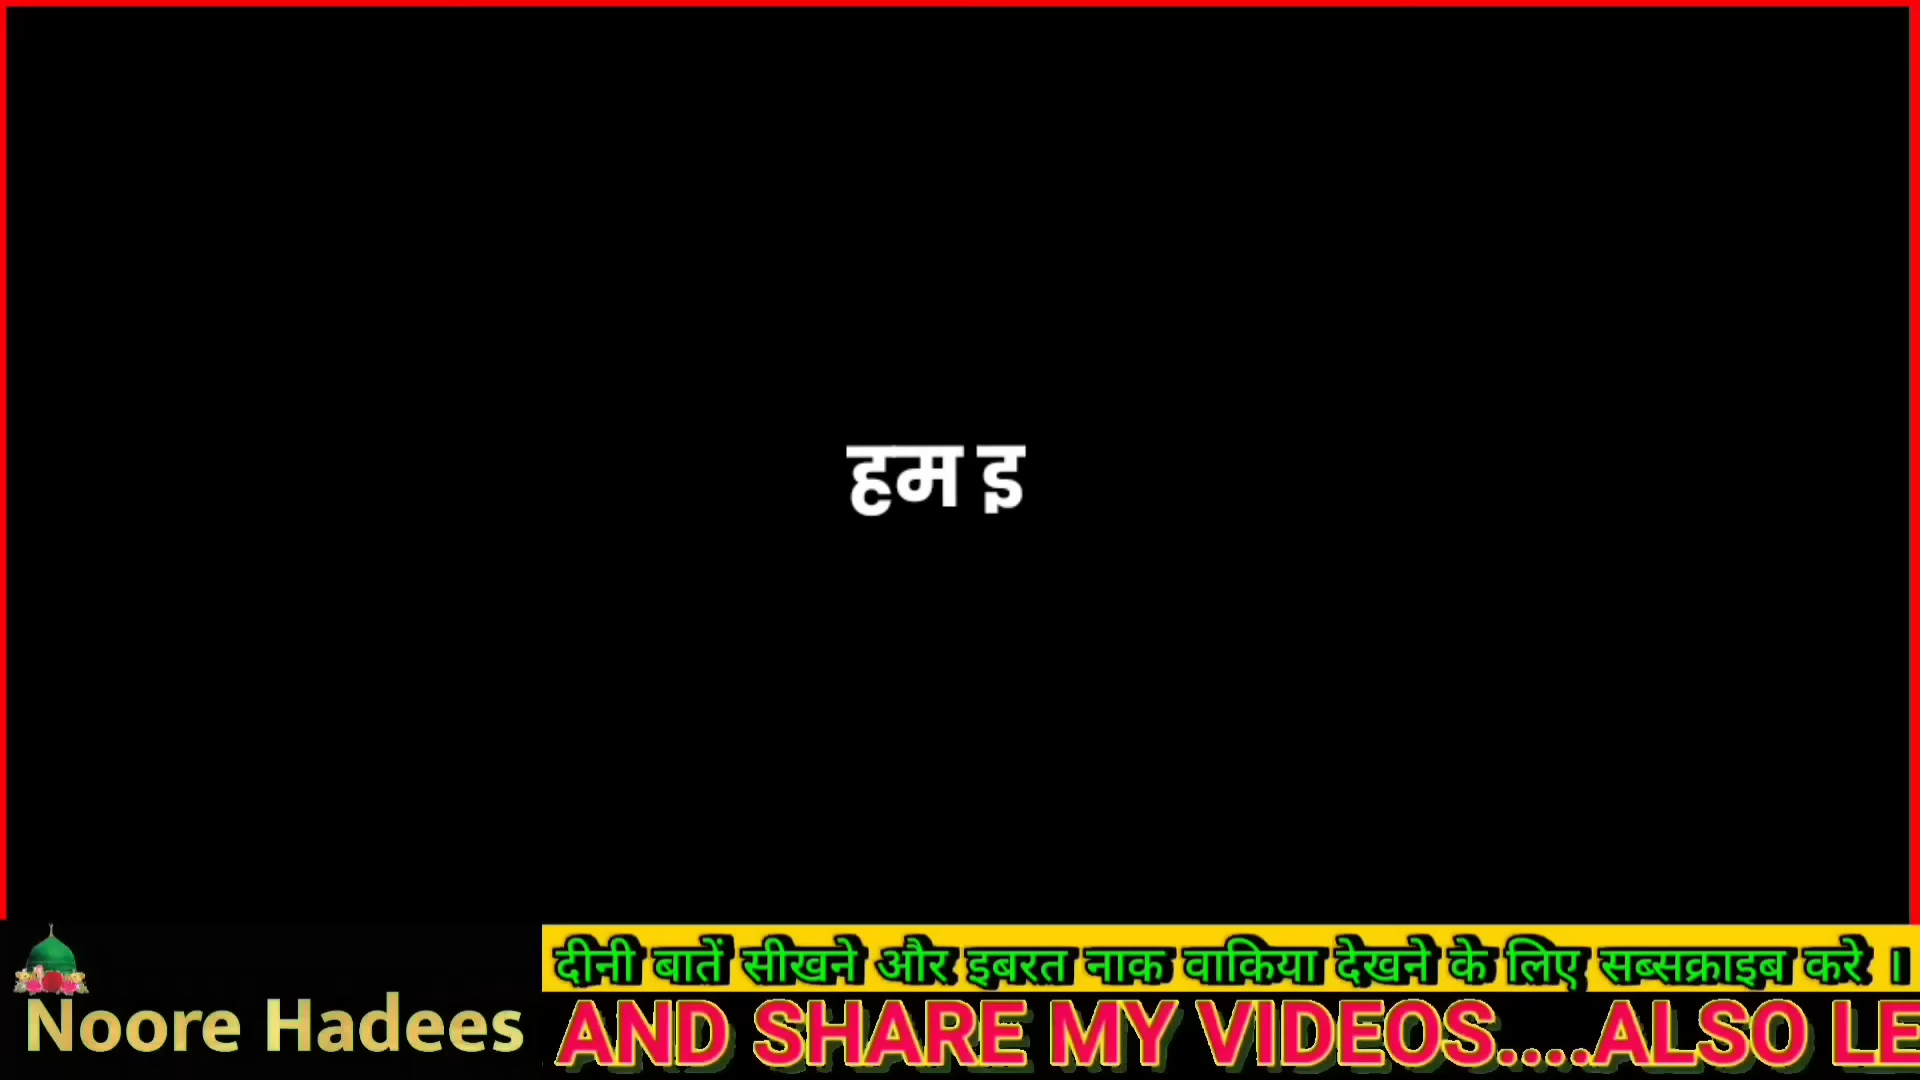 हम इ
दीनी बातें सीखने और इबरत नाक वाकिया देखने के लिए सब्सक्राइब करे ।
Noore Hadees
AND SHARE MY VIDEOS....ALSO LE